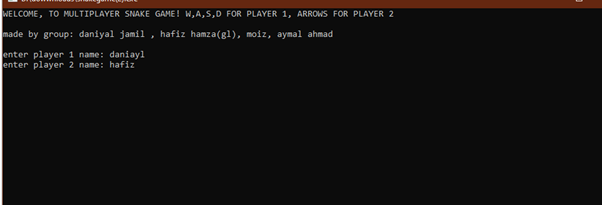 WELCOME, TO MULTIPLAYER SNAKE GAME! W,A,S,D FOR PLAYER 1, ARROWS FOR PLAYER 2
made by group: daniyal jamil , hafiz hamza(gl), moiz, aymal ahmad
enter player 1 name: daniayl
enter player 2 name: hafiz